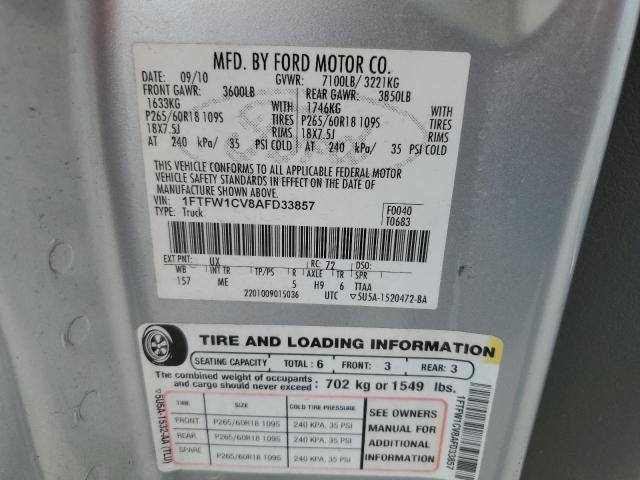 MFD. BY FORD MOTOR CO.
DATE: 09/10 GVWR: 7100LB/ 3221KG
FRONT GAWR: 3600LB REAR GAWR: 3850LB
1633KG WITH 1746KG WITH
P265/60R18 109S TIRES P265/60R18 109S TIRES
18X7.5J RIMS 18X7.5J RIMS
AT 240 kPa/ 35 PSI COLD AT 240 kPa/ 35 PSI COLD
THIS VEHICLE CONFORMS TO ALL APPLICABLE FEDERAL MOTOR
VEHICLE SAFETY STANDARDS IN EFFECT ON THE DATE OF
MANUFACTURE SHOWN ABOVE.
VIN: 1FTFW1CV8AFD33857
TYPE: Truck
F0040
T0683
EXT PNT: UX RC: 72 DSO:
WB INT TR TP/PS R AXLE TR SPR
157 ME 5 H9 6 TTAA
2201009015036 UTC ▽5U5A-1520472-BA
TIRE AND LOADING INFORMATION
SEATING CAPACITY TOTAL: 6 FRONT: 3 REAR: 3
The combined weight of occupants
and cargo should never exceed: 702 kg or 1549 lbs.
TIRE SIZE COLD TIRE PRESSURE
FRONT P265/60R18 109S 240 KPA, 35 PSI
REAR P265/60R18 109S 240 KPA, 35 PSI
SPARE P265/60R18 109S 240 KPA, 35 PSI
SEE OWNERS
MANUAL FOR
ADDITIONAL
INFORMATION
1FTFW1CV8AFD33857